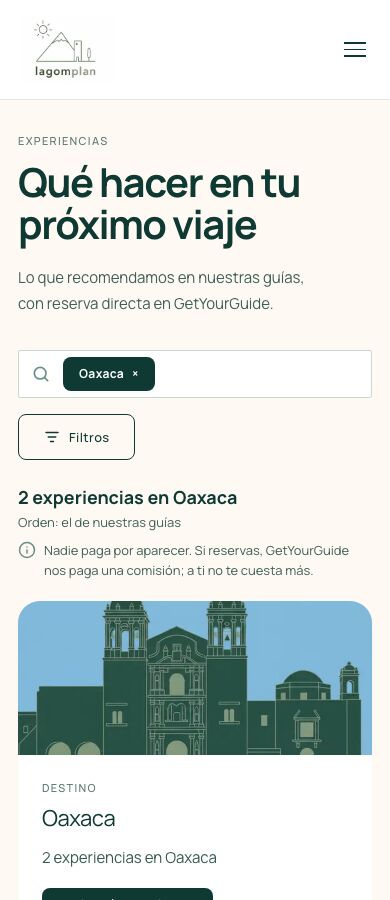 lagomplan
EXPERIENCIAS
Qué hacer en tu
próximo viaje
Lo que recomendamos en nuestras guías,
con reserva directa en GetYourGuide.
Oaxaca ×
Filtros
2 experiencias en Oaxaca
Orden: el de nuestras guías
Nadie paga por aparecer. Si reservas, GetYourGuide
nos paga una comisión; a ti no te cuesta más.
DESTINO
Oaxaca
2 experiencias en Oaxaca